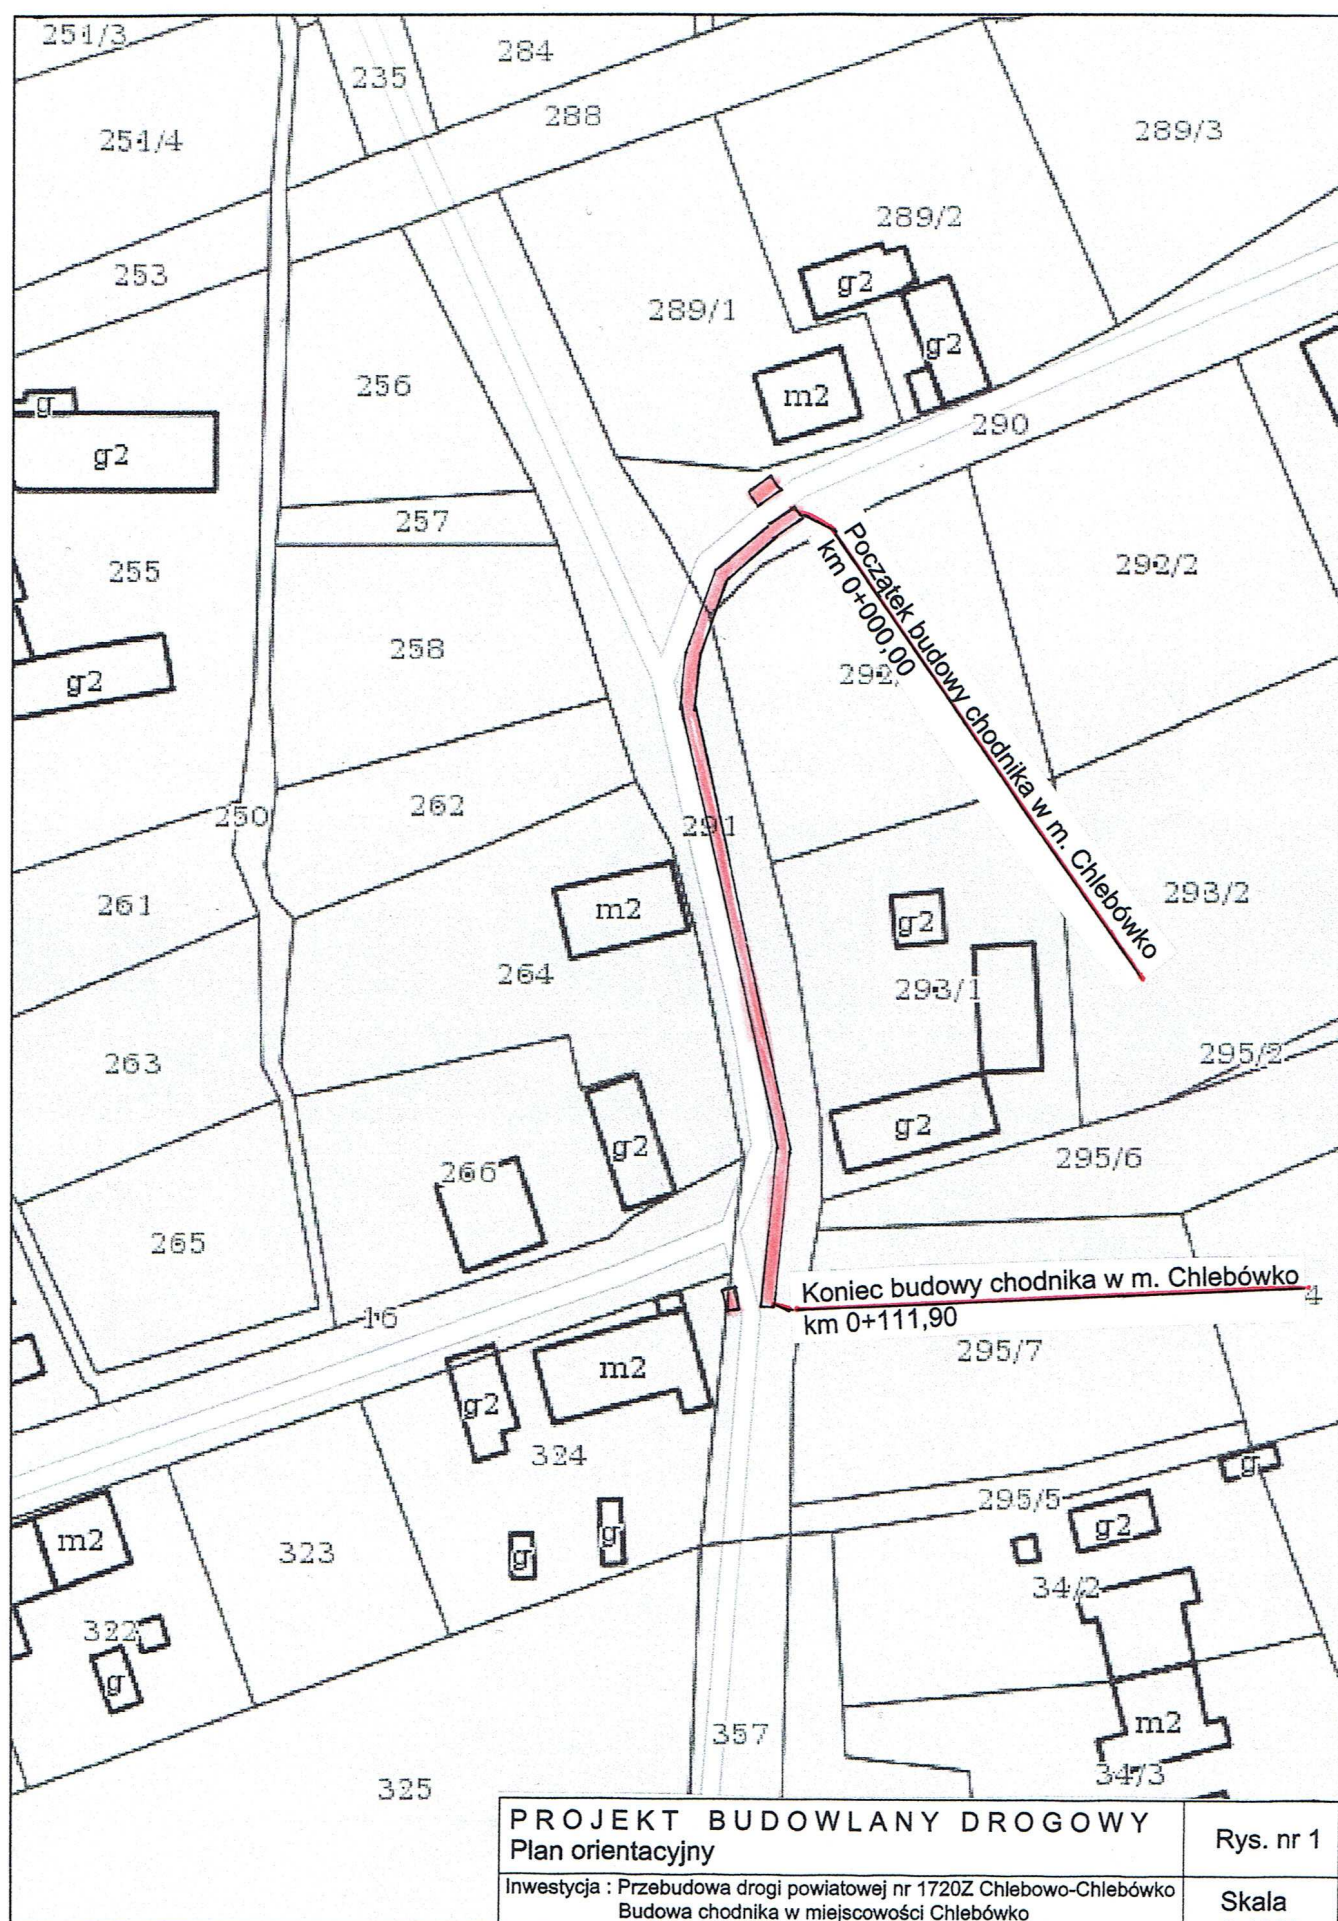 251/3
235
284
288
251/4
289/3
289/2
253
g2
289/1
g2
256
m2
g
290
g2
257
255
292/2
258
g2
292/
Początek budowy chodnika w m. Chlebówko
km 0+000,00
250
262
291
261
m2
g2
293/2
264
293/1
263
295/2
g2
g2
295/6
266
265
Koniec budowy chodnika w m. Chlebówko
4
km 0+111,90
16
295/7
m2
g2
324
g
295/5
g2
m2
323
g
g
34/2
322
g
357
m2
34/3
325
PROJEKT BUDOWLANY DROGOWY
Plan orientacyjny
Rys. nr 1
Inwestycja : Przebudowa drogi powiatowej nr 1720Z Chlebowo-Chlebówko
Budowa chodnika w miejscowości Chlebówko
Skala